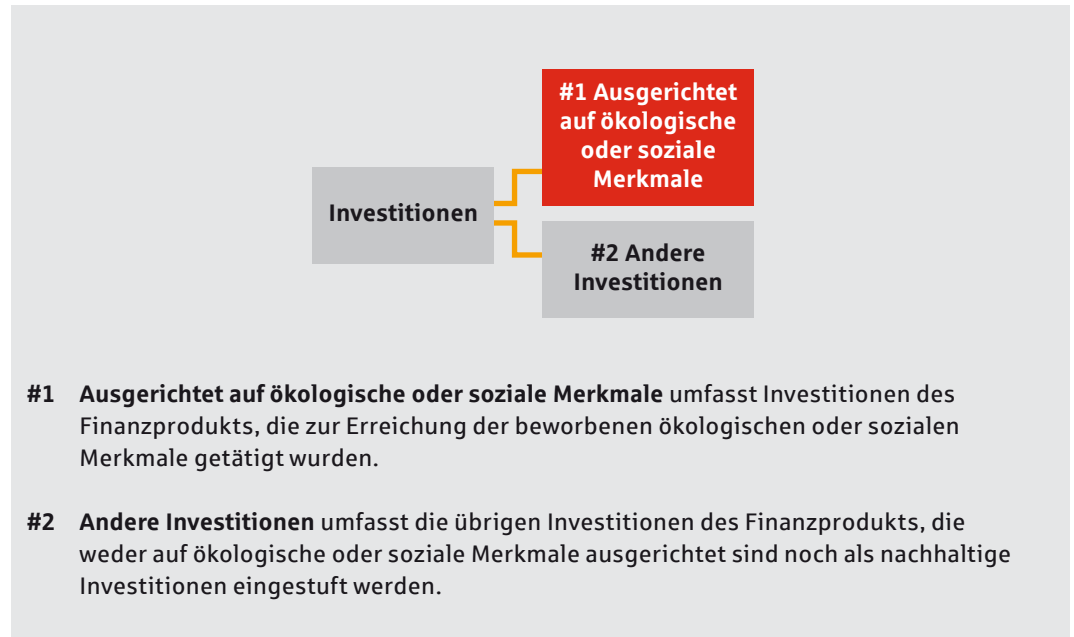 #1 Ausgerichtet
auf ökologische
oder soziale
Merkmale
Investitionen
#2 Andere
Investitionen
#1 Ausgerichtet auf ökologische oder soziale Merkmale umfasst Investitionen des
Finanzprodukts, die zur Erreichung der beworbenen ökologischen oder sozialen
Merkmale getätigt wurden.
#2 Andere Investitionen umfasst die übrigen Investitionen des Finanzprodukts, die
weder auf ökologische oder soziale Merkmale ausgerichtet sind noch als nachhaltige
Investitionen eingestuft werden.